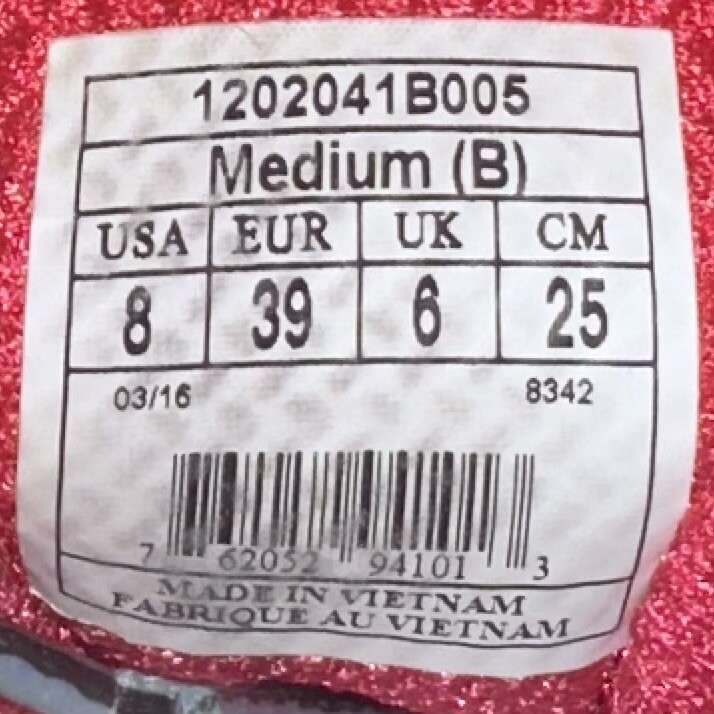 1202041B005
Medium (B)
USA EUR UK CM
8 39 6 25
03/16 8342
7 62052 94101 3
MADE IN VIETNAM
FABRIQUE AU VIETNAM